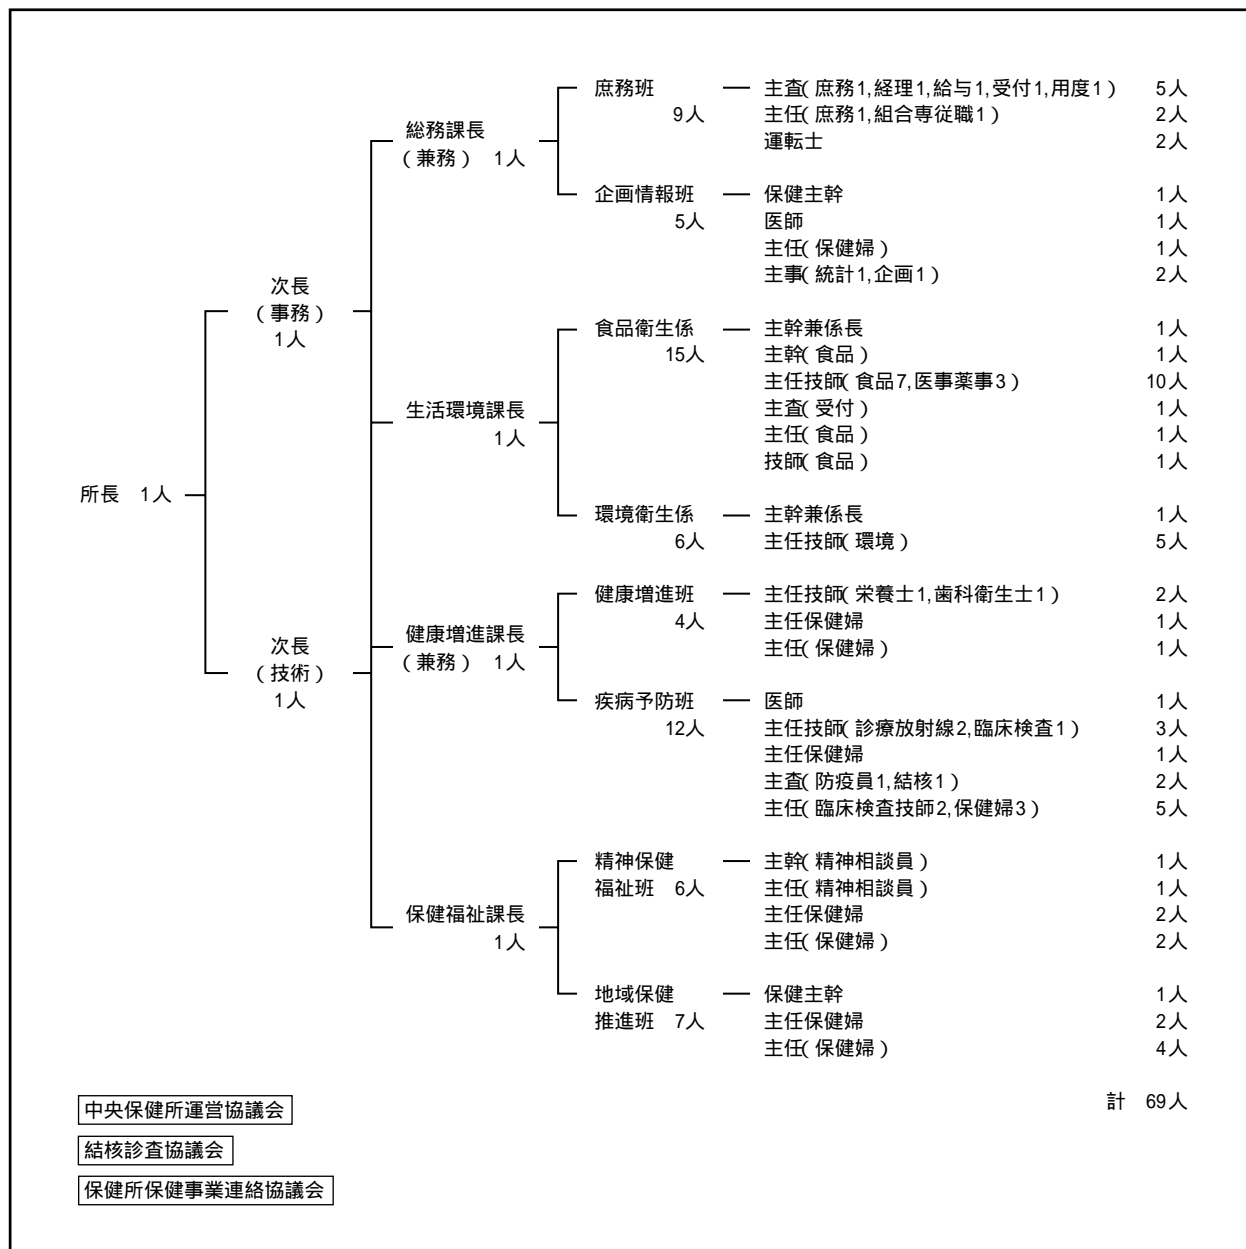 所長 1人
次長
(事務)
1人
次長
(技術)
1人
総務課長
(兼務) 1人
庶務班
9人
主査(庶務1,経理1,給与1,受付1,用度1) 5人
主任(庶務1,組合専従職1) 2人
運転士 2人
企画情報班
5人
保健主幹 1人
医師 1人
主任(保健婦) 1人
主事(統計1,企画1) 2人
生活環境課長
1人
食品衛生係
15人
主幹兼係長 1人
主幹(食品) 1人
主任技師(食品7,医事薬事3) 10人
主査(受付) 1人
主任(食品) 1人
技師(食品) 1人
環境衛生係
6人
主幹兼係長 1人
主任技師(環境) 5人
健康増進課長
(兼務) 1人
健康増進班
4人
主任技師(栄養士1,歯科衛生士1) 2人
主任保健婦 1人
主任(保健婦) 1人
疾病予防班
12人
医師 1人
主任技師(診療放射線2,臨床検査1) 3人
主任保健婦 1人
主査(防疫員1,結核1) 2人
主任(臨床検査技師2,保健婦3) 5人
保健福祉課長
1人
精神保健
福祉班 6人
主幹(精神相談員) 1人
主任(精神相談員) 1人
主任保健婦 2人
主任(保健婦) 2人
地域保健
推進班 7人
保健主幹 1人
主任保健婦 2人
主任(保健婦) 4人
計 69人
中央保健所運営協議会
結核診査協議会
保健所保健事業連絡協議会